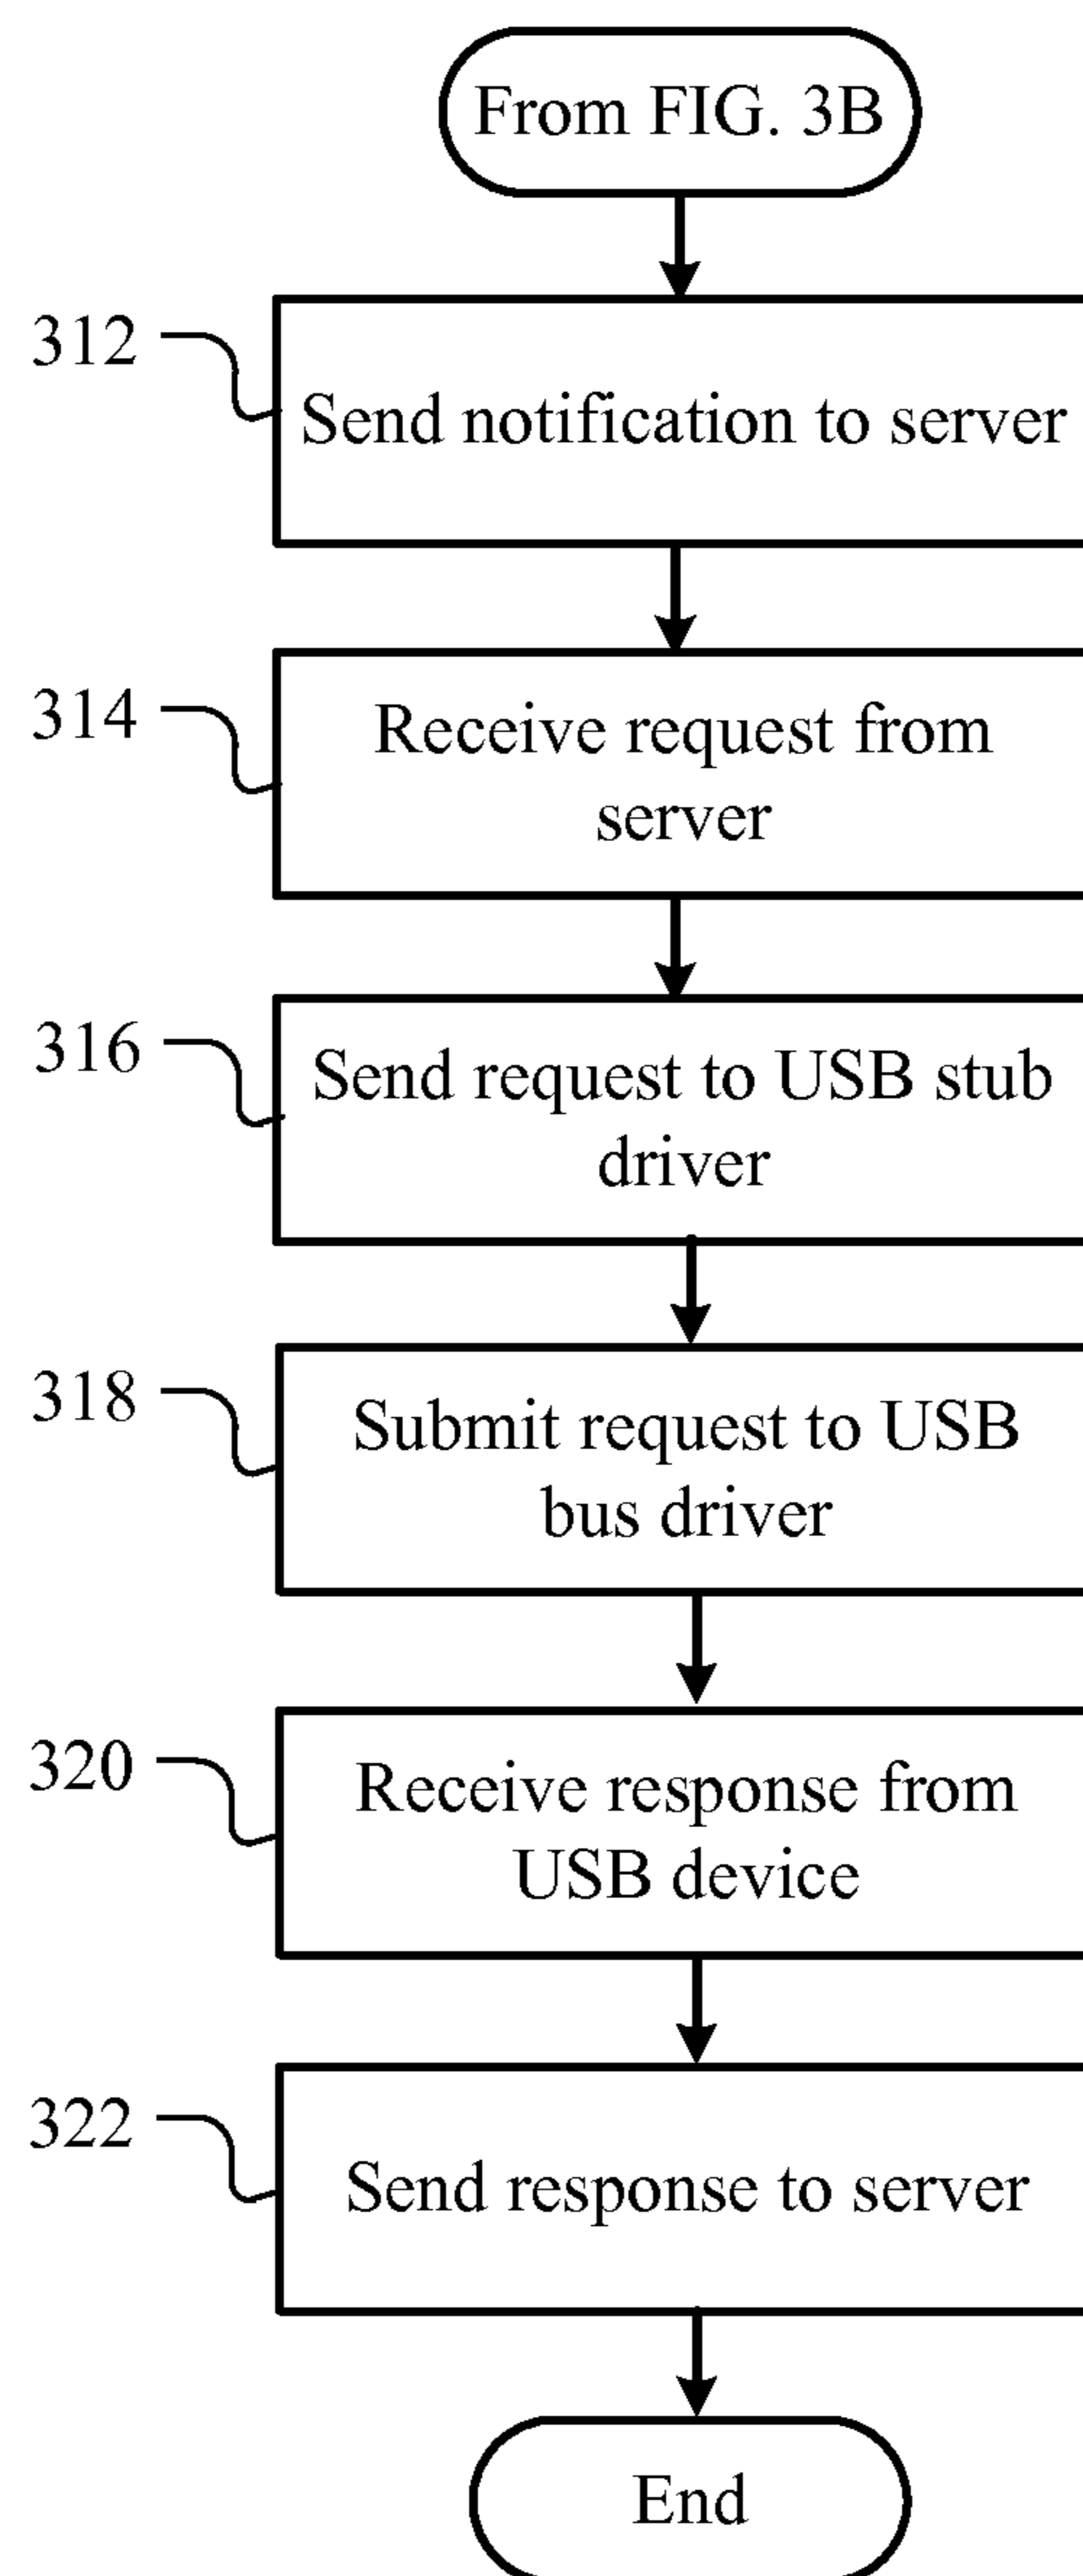 From FIG. 3B
312
Send notification to server
314
Receive request from
server
316
Send request to USB stub
driver
318
Submit request to USB
bus driver
320
Receive response from
USB device
322
Send response to server
End